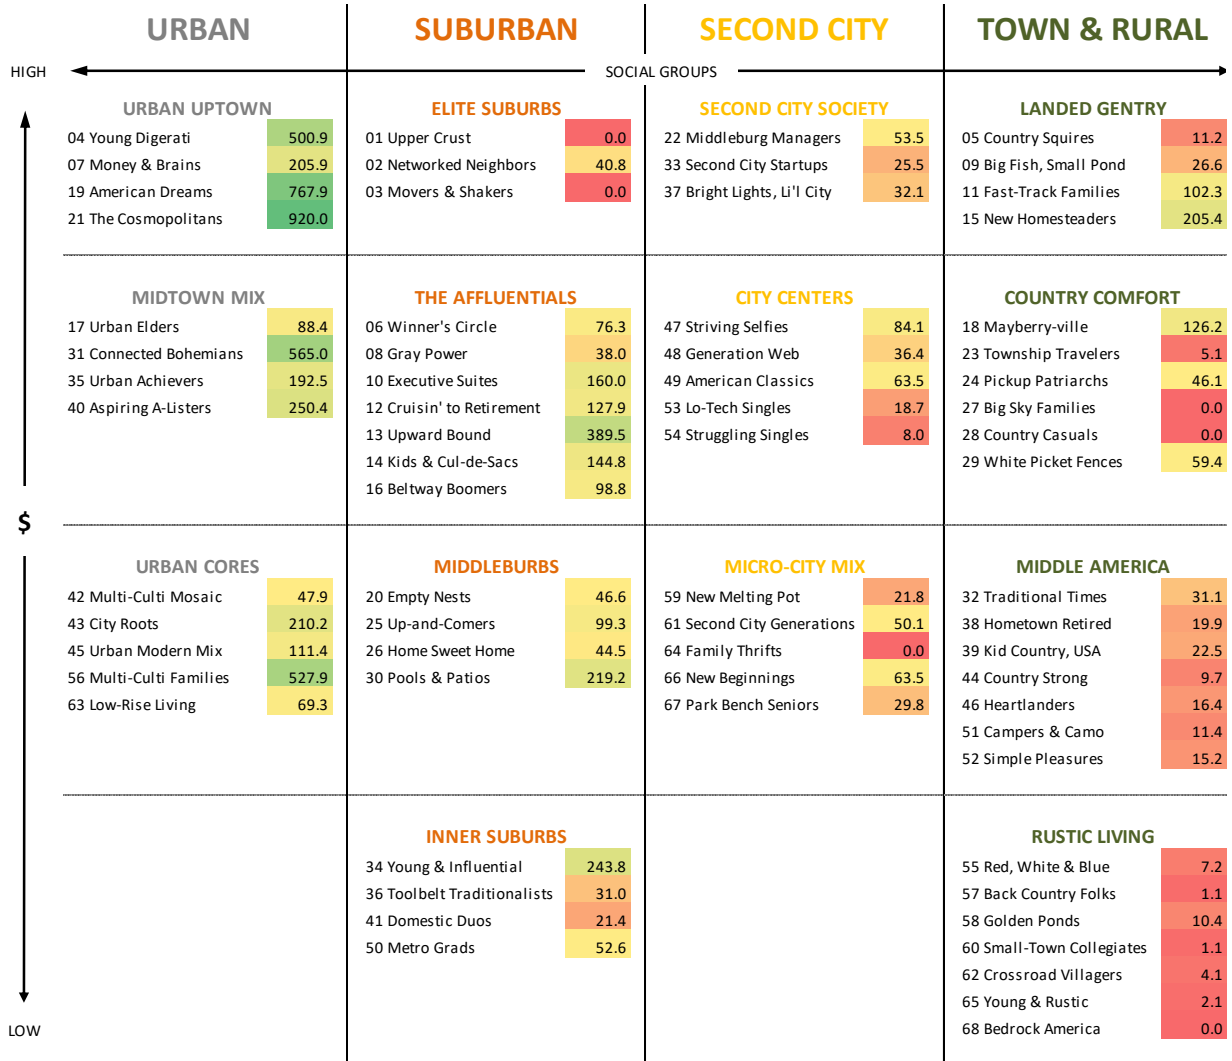 URBAN
SUBURBAN
SECOND CITY
TOWN & RURAL
HIGH
SOCIAL GROUPS
URBAN UPTOWN
04 Young Digerati 500.9
07 Money & Brains 205.9
19 American Dreams 767.9
21 The Cosmopolitans 920.0
ELITE SUBURBS
01 Upper Crust 0.0
02 Networked Neighbors 40.8
03 Movers & Shakers 0.0
SECOND CITY SOCIETY
22 Middleburg Managers 53.5
33 Second City Startups 25.5
37 Bright Lights, Li'l City 32.1
LANDED GENTRY
05 Country Squires 11.2
09 Big Fish, Small Pond 26.6
11 Fast-Track Families 102.3
15 New Homesteaders 205.4
MIDTOWN MIX
17 Urban Elders 88.4
31 Connected Bohemians 565.0
35 Urban Achievers 192.5
40 Aspiring A-Listers 250.4
THE AFFLUENTIALS
06 Winner's Circle 76.3
08 Gray Power 38.0
10 Executive Suites 160.0
12 Cruisin' to Retirement 127.9
13 Upward Bound 389.5
14 Kids & Cul-de-Sacs 144.8
16 Beltway Boomers 98.8
CITY CENTERS
47 Striving Selfies 84.1
48 Generation Web 36.4
49 American Classics 63.5
53 Lo-Tech Singles 18.7
54 Struggling Singles 8.0
COUNTRY COMFORT
18 Mayberry-ville 126.2
23 Township Travelers 5.1
24 Pickup Patriarchs 46.1
27 Big Sky Families 0.0
28 Country Casuals 0.0
29 White Picket Fences 59.4
$
URBAN CORES
42 Multi-Culti Mosaic 47.9
43 City Roots 210.2
45 Urban Modern Mix 111.4
56 Multi-Culti Families 527.9
63 Low-Rise Living 69.3
MIDDLEBURBS
20 Empty Nests 46.6
25 Up-and-Comers 99.3
26 Home Sweet Home 44.5
30 Pools & Patios 219.2
MICRO-CITY MIX
59 New Melting Pot 21.8
61 Second City Generations 50.1
64 Family Thrifts 0.0
66 New Beginnings 63.5
67 Park Bench Seniors 29.8
MIDDLE AMERICA
32 Traditional Times 31.1
38 Hometown Retired 19.9
39 Kid Country, USA 22.5
44 Country Strong 9.7
46 Heartlanders 16.4
51 Campers & Camo 11.4
52 Simple Pleasures 15.2
INNER SUBURBS
34 Young & Influential 243.8
36 Toolbelt Traditionalists 31.0
41 Domestic Duos 21.4
50 Metro Grads 52.6
RUSTIC LIVING
55 Red, White & Blue 7.2
57 Back Country Folks 1.1
58 Golden Ponds 10.4
60 Small-Town Collegiates 1.1
62 Crossroad Villagers 4.1
65 Young & Rustic 2.1
68 Bedrock America 0.0
LOW